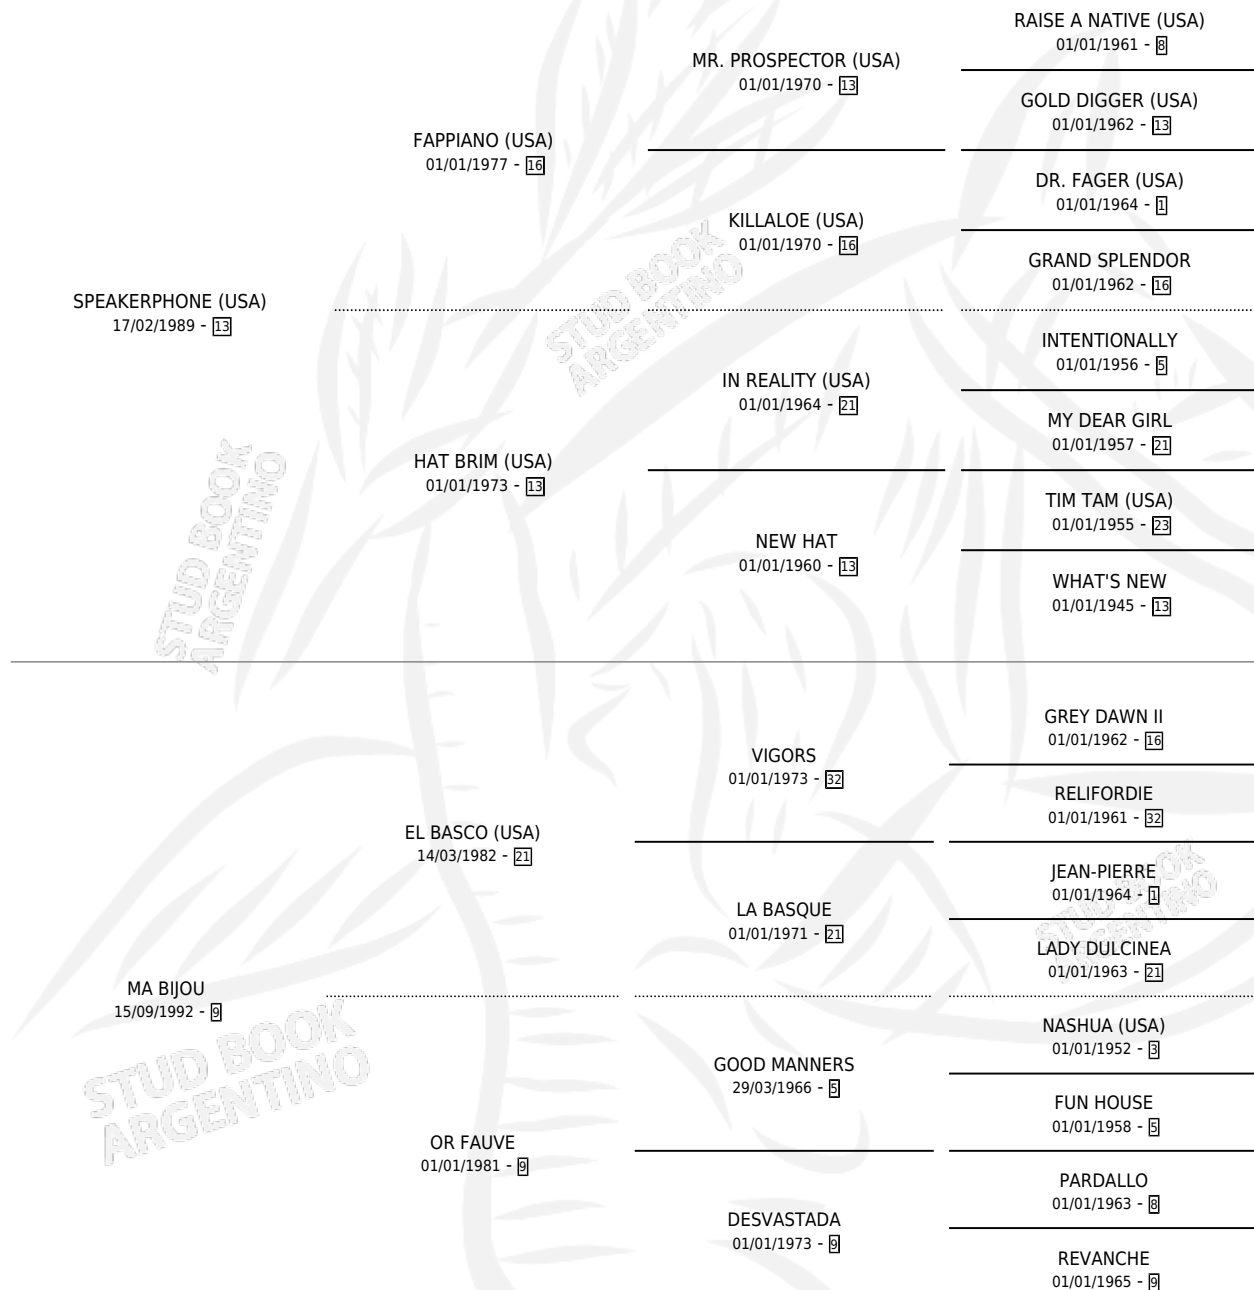 RAISE A NATIVE (USA)
01/01/1961 - 8
MR. PROSPECTOR (USA)
01/01/1970 - 13
GOLD DIGGER (USA)
01/01/1962 - 13
FAPPIANO (USA)
01/01/1977 - 16
DR. FAGER (USA)
01/01/1964 - 1
KILLALOE (USA)
01/01/1970 - 16
GRAND SPLENDOR
01/01/1962 - 16
SPEAKERPHONE (USA)
17/02/1989 - 13
STUD BOOK
ARGENTINO
INTENTIONALLY
01/01/1956 - 5
IN REALITY (USA)
01/01/1964 - 21
MY DEAR GIRL
01/01/1957 - 21
HAT BRIM (USA)
01/01/1973 - 13
TIM TAM (USA)
01/01/1955 - 23
NEW HAT
01/01/1960 - 13
WHAT'S NEW
01/01/1945 - 13
STUD BOOK
ARGENTINO
GREY DAWN II
01/01/1962 - 16
VIGORS
01/01/1973 - 32
RELIFORDIE
01/01/1961 - 32
EL BASCO (USA)
14/03/1982 - 21
JEAN-PIERRE
01/01/1964 - 1
LA BASQUE
01/01/1971 - 21
STUD BOOK
ARGENTINO
LADY DULCINEA
01/01/1963 - 21
MA BIJOU
15/09/1992 - 9
STUD BOOK
ARGENTINO
NASHUA (USA)
01/01/1952 - 3
GOOD MANNERS
29/03/1966 - 5
FUN HOUSE
01/01/1958 - 5
OR FAUVE
01/01/1981 - 9
PARDALLO
01/01/1963 - 8
DESVASTADA
01/01/1973 - 9
REVANCHE
01/01/1965 - 9